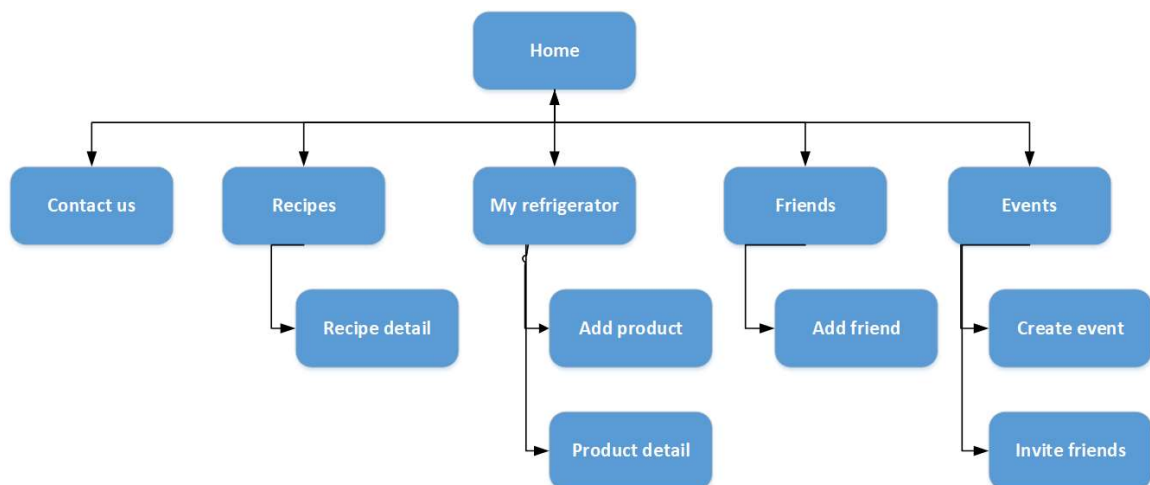 Home
Contact us
Recipes
My refrigerator
Friends
Events
Recipe detail
Add product
Add friend
Create event
Product detail
Invite friends